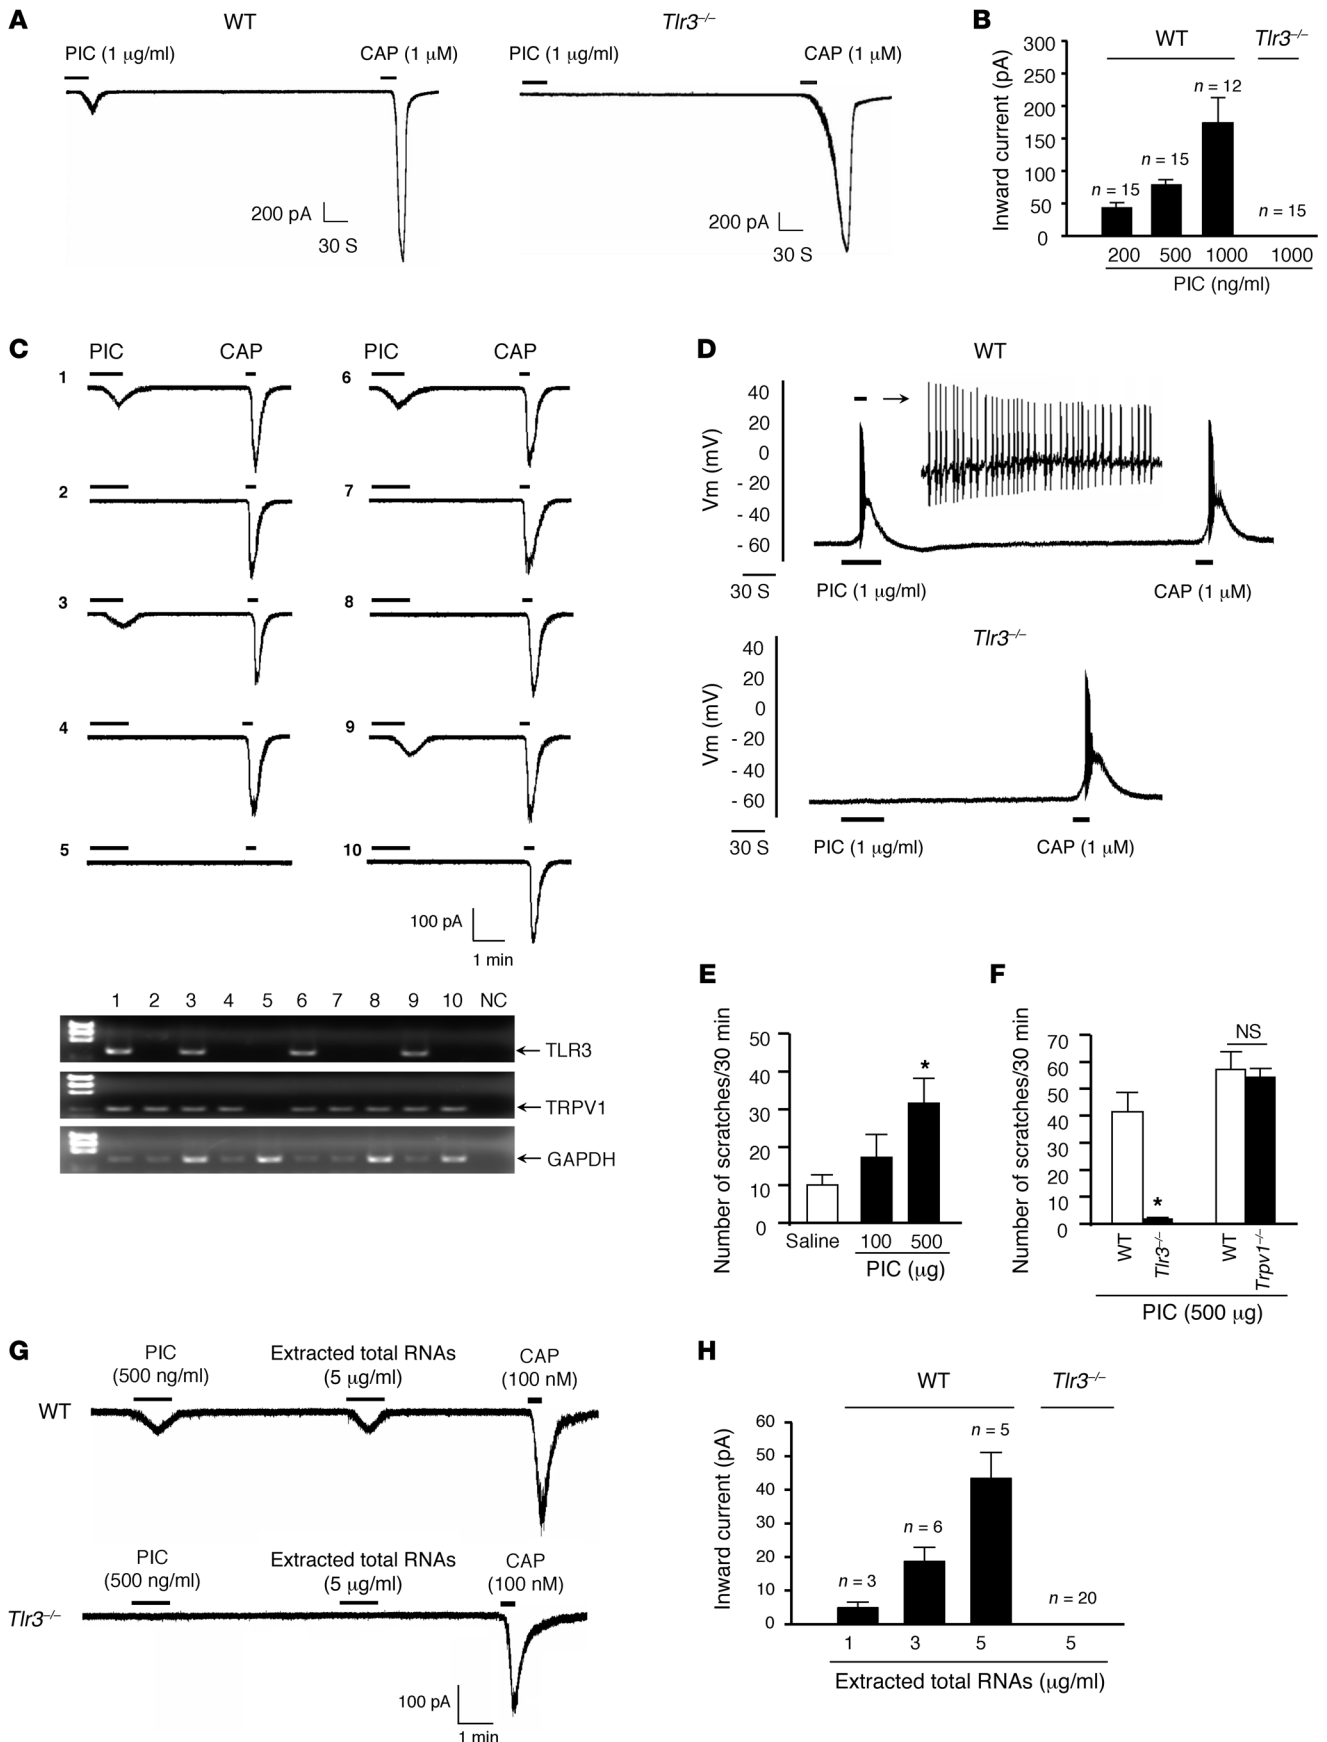 A
WT
Tlr3–/–
PIC (1 μg/ml)
CAP (1 μM)
PIC (1 μg/ml)
CAP (1 μM)
200 pA
30 S
200 pA
30 S
B
WT
Tlr3–/–
Inward current (pA)
300
250
200
150
100
50
0
n = 15
n = 15
n = 12
n = 15
200 500 1000 1000
PIC (ng/ml)
C
PIC CAP PIC CAP
1
2
3
4
5
6
7
8
9
10
100 pA
1 min
1 2 3 4 5 6 7 8 9 10 NC
TLR3
TRPV1
GAPDH
D
WT
Vm (mV)
40
20
0
- 20
- 40
- 60
30 S
PIC (1 μg/ml)
CAP (1 μM)
Tlr3–/–
Vm (mV)
40
20
0
- 20
- 40
- 60
30 S
PIC (1 μg/ml)
CAP (1 μM)
E
Number of scratches/30 min
50
40
30
20
10
0
*
Saline 100 500
PIC (μg)
F
Number of scratches/30 min
70
60
50
40
30
20
10
0
*
NS
WT
Tlr3–/–
WT
Trpv1–/–
PIC (500 μg)
G
PIC
(500 ng/ml)
Extracted total RNAs
(5 μg/ml)
CAP
(100 nM)
WT
PIC
(500 ng/ml)
Extracted total RNAs
(5 μg/ml)
CAP
(100 nM)
Tlr3–/–
100 pA
1 min
H
WT
Tlr3–/–
Inward current (pA)
60
50
40
30
20
10
0
n = 3
n = 6
n = 5
n = 20
1 3 5 5
Extracted total RNAs (μg/ml)